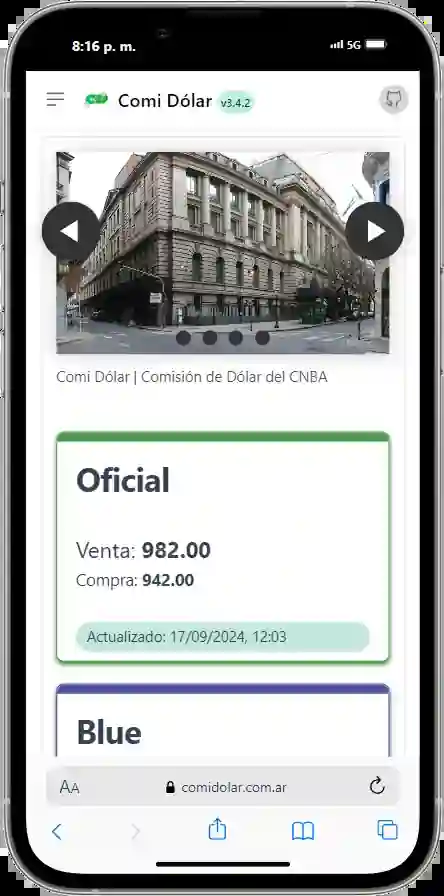 8:16 p. m.
5G
Comi Dólar v3.4.2
Comi Dólar | Comisión de Dólar del CNBA
Oficial
Venta: 982.00
Compra: 942.00
Actualizado: 17/09/2024, 12:03
Blue
AA
comidolar.com.ar